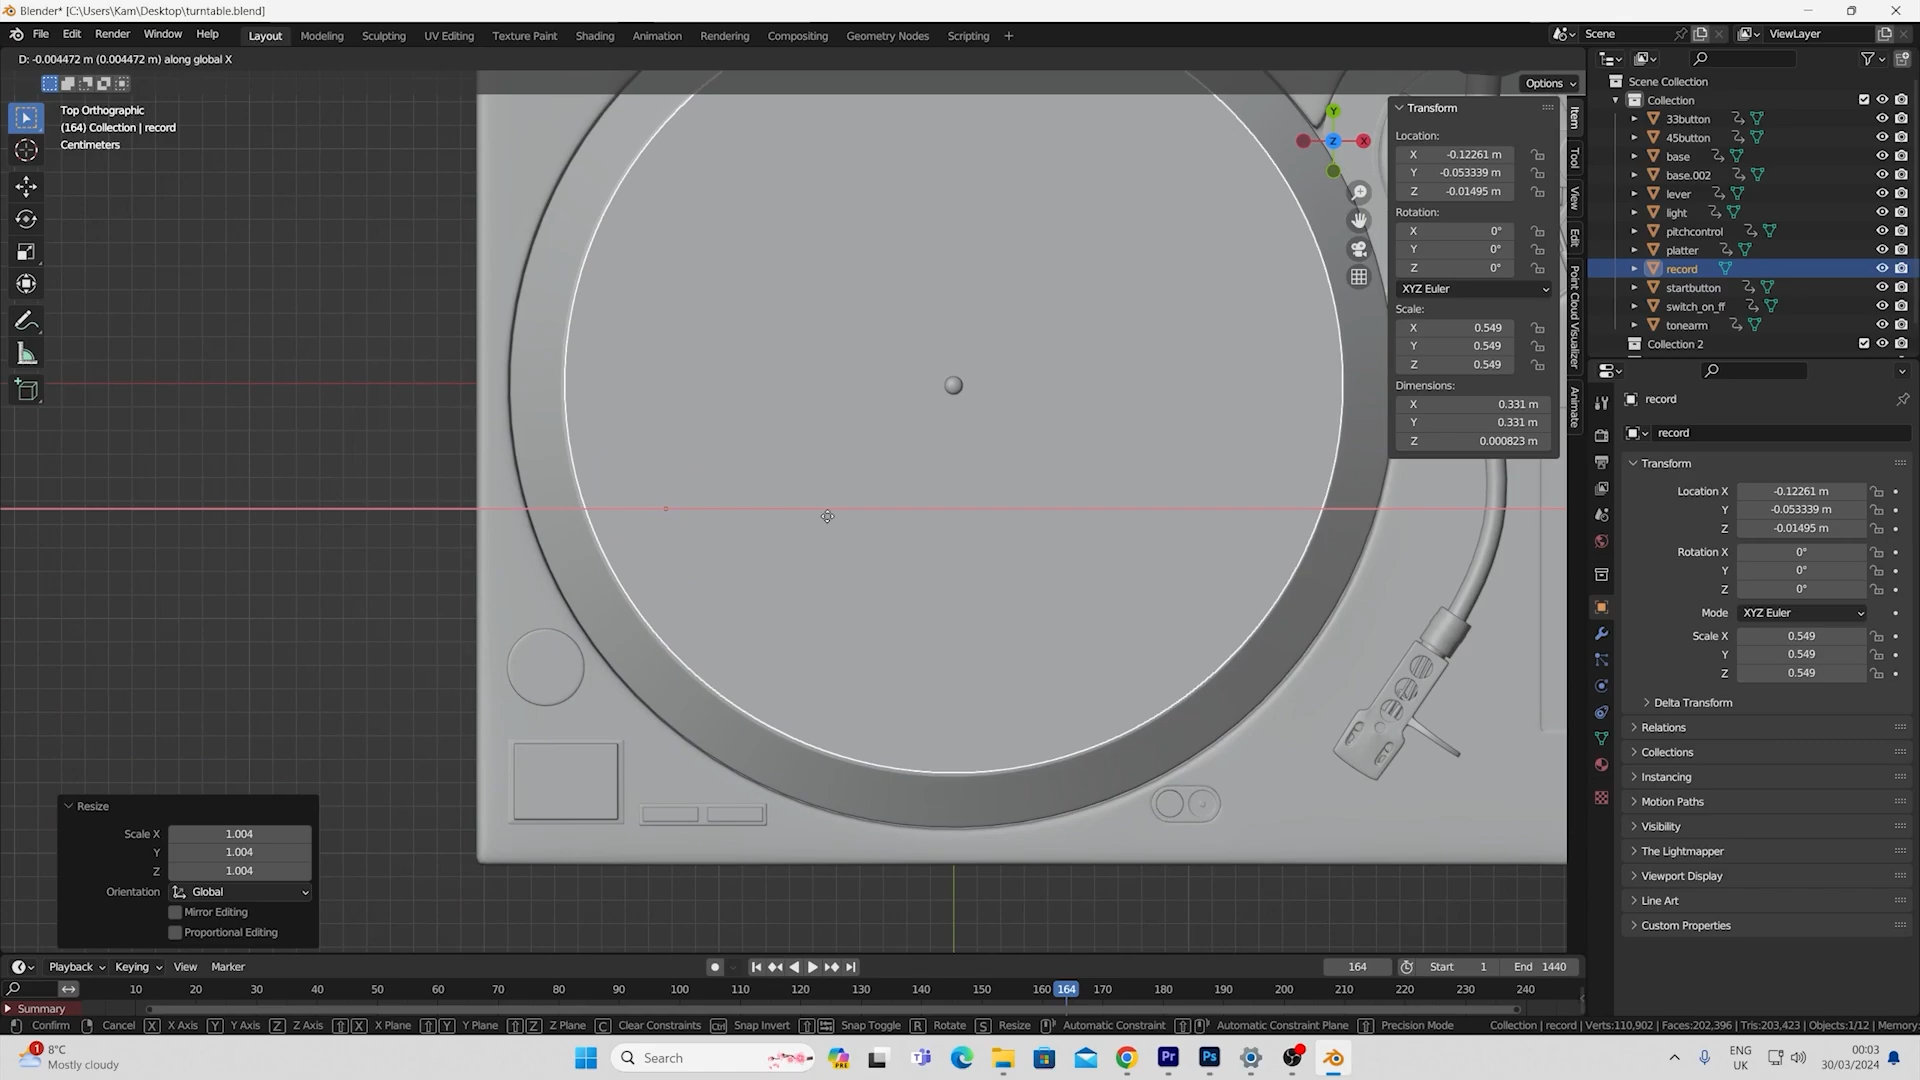 Blender* [C:\Users\Kam\Desktop\turntable.blend]
File Edit Render Window Help Layout Modeling Sculpting UV Editing Texture Paint Shading Animation Rendering Compositing Geometry Nodes Scripting + Scene ViewLayer
D: -0.004472 m (0.004472 m) along global X
Options
Top Orthographic
(164) Collection | record
Centimeters
Y
Z
X
Transform
Location:
X -0.12261 m
Y -0.053339 m
Z -0.01495 m
Rotation:
X 0°
Y 0°
Z 0°
XYZ Euler
Scale:
X 0.549
Y 0.549
Z 0.549
Dimensions:
X 0.331 m
Y 0.331 m
Z 0.000823 m
Item
Tool
View
Edit
Point Cloud Visualizer
Animate
Scene Collection
Collection
33button
45button
base
base.002
lever
light
pitchcontrol
platter
record
startbutton
switch_on_ff
tonearm
Collection 2
record
record
Transform
Location X -0.12261 m
Y -0.053339 m
Z -0.01495 m
Rotation X 0°
Y 0°
Z 0°
Mode XYZ Euler
Scale X 0.549
Y 0.549
Z 0.549
Delta Transform
Relations
Collections
Instancing
Motion Paths
Visibility
The Lightmapper
Viewport Display
Line Art
Custom Properties
Resize
Scale X 1.004
Y 1.004
Z 1.004
Orientation Global
Mirror Editing
Proportional Editing
Playback Keying View Marker 164 Start 1 End 1440
10 20 30 40 50 60 70 80 90 100 110 120 130 140 150 160 164 170 180 190 200 210 220 230 240
Summary
Confirm Cancel X X Axis Y Y Axis Z Z Axis X X Plane Y Y Plane Z Z Plane C Clear Constraints Ctrl Snap Invert Snap Toggle R Rotate S Resize Automatic Constraint Automatic Constraint Plane Precision Mode Collection | record | Verts:110,902 | Faces:202,396 | Tris:203,423 | Objects:1/12 | Memory:
1 8°C
Mostly cloudy
Search
PRE
Pr
Ps
ENG
UK
00:03
30/03/2024